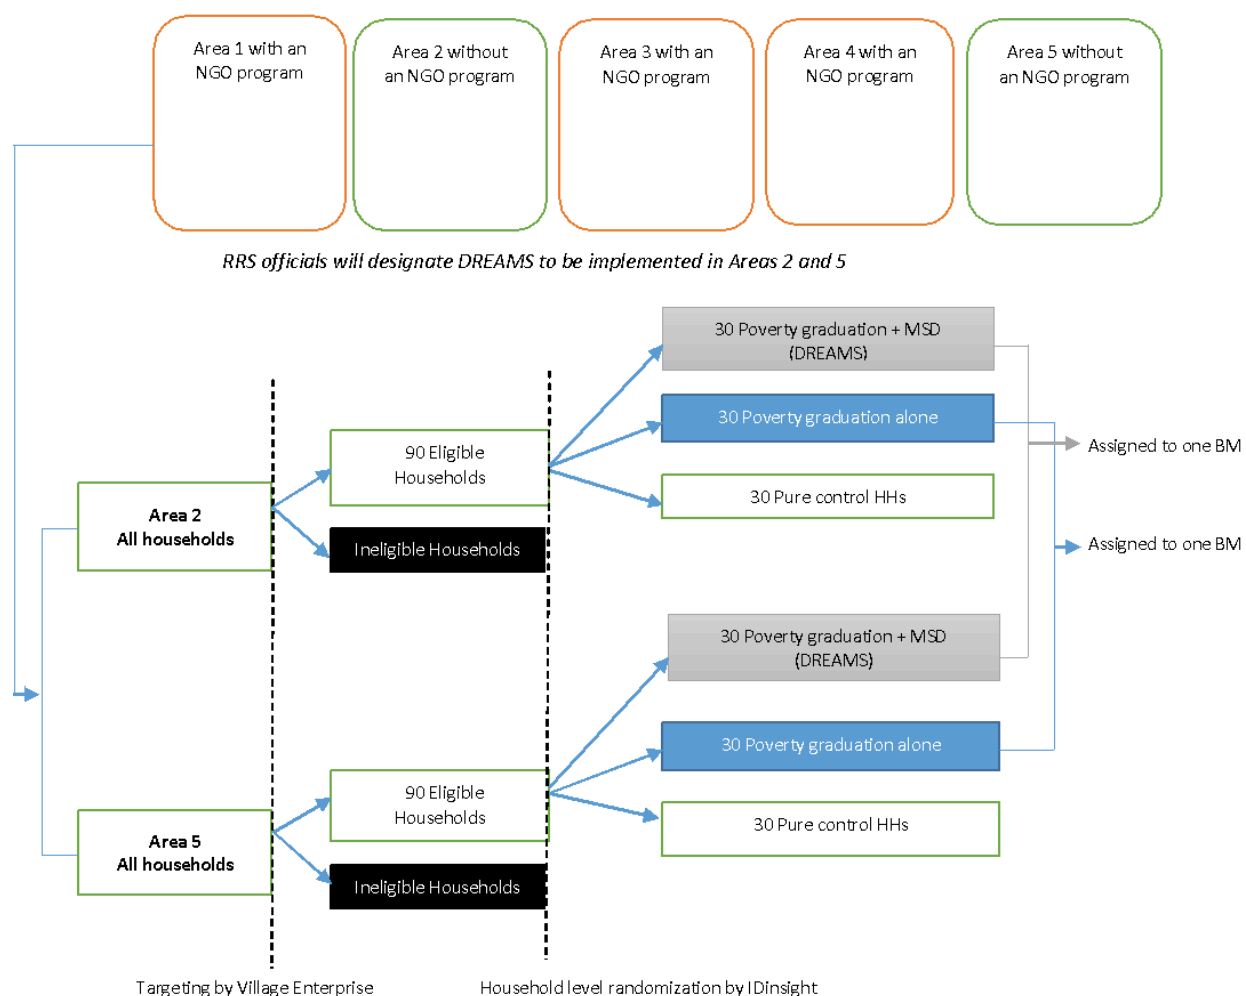 Area 1 with an
NGO program
Area 2 without
an NGO program
Area 3 with an
NGO program
Area 4 with an
NGO program
Area 5 without
an NGO program
RRS officials will designate DREAMS to be implemented in Areas 2 and 5
30 Poverty graduation + MSD
(DREAMS)
30 Poverty graduation alone
90 Eligible
Households
Assigned to one BM
30 Pure control HHs
Area 2
All households
Ineligible Households
Assigned to one BM
30 Poverty graduation + MSD
(DREAMS)
30 Poverty graduation alone
90 Eligible
Households
30 Pure control HHs
Area 5
All households
Ineligible Households
Targeting by Village Enterprise
Household level randomization by IDinsight